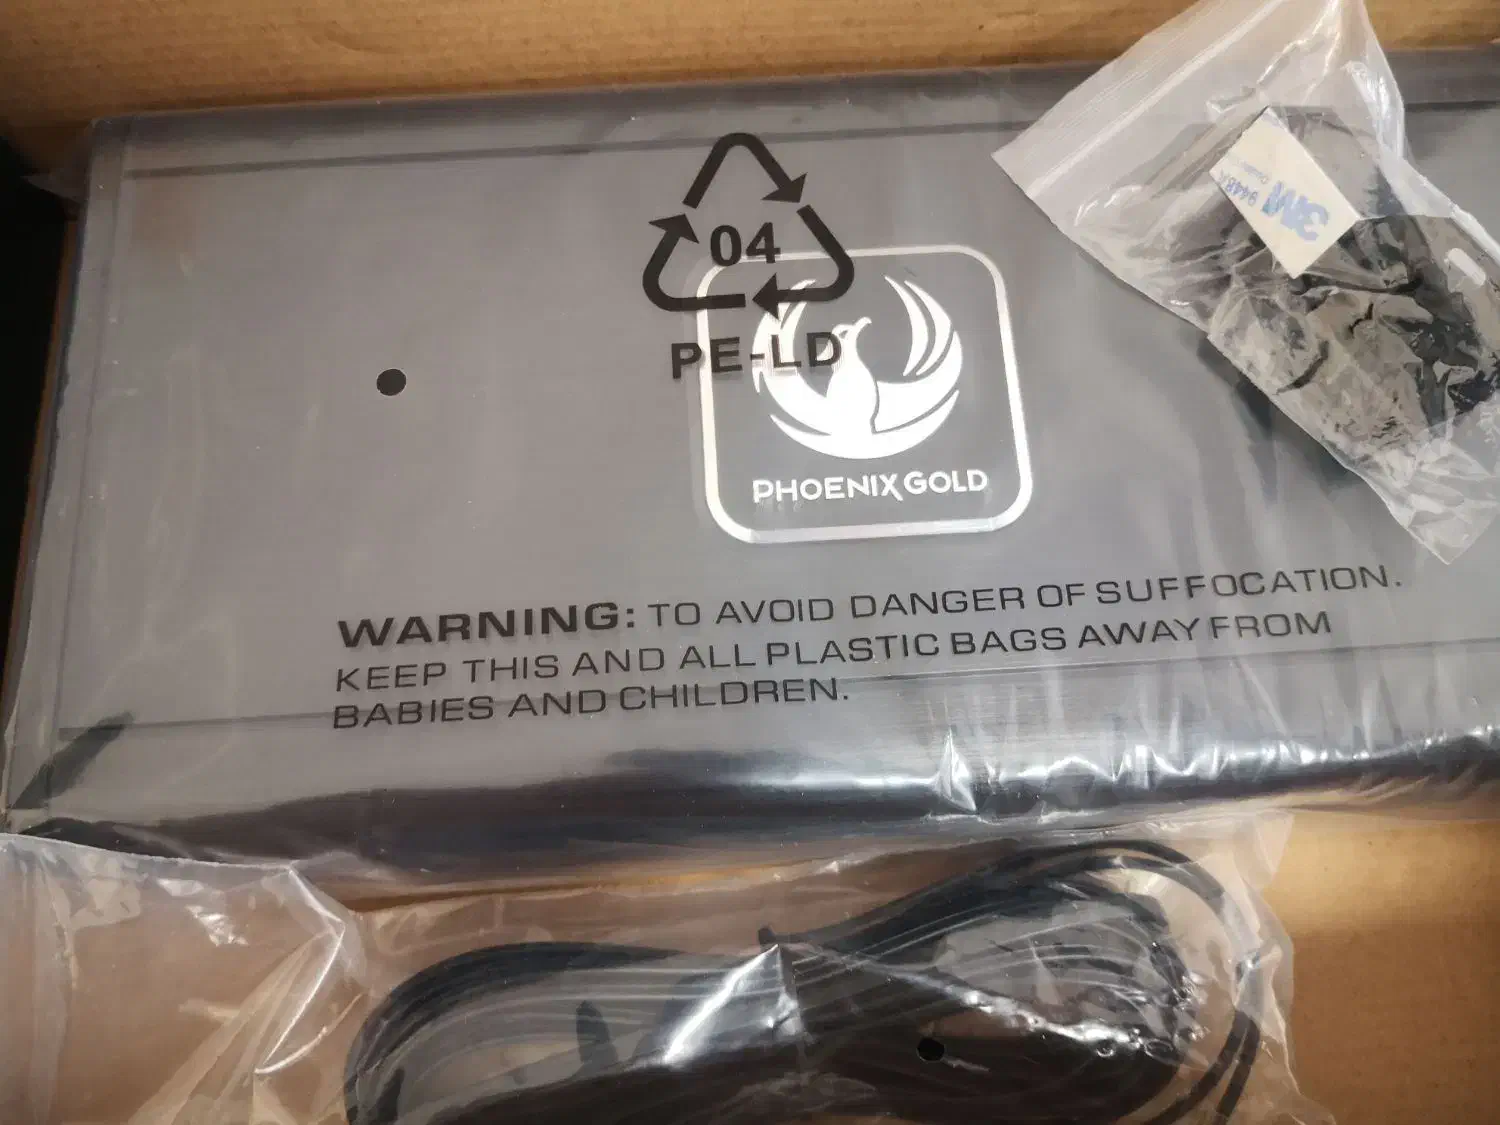 04
PE-LD
PHOENIX GOLD
3M 9448A
WARNING: TO AVOID DANGER OF SUFFOCATION.
KEEP THIS AND ALL PLASTIC BAGS AWAY FROM
BABIES AND CHILDREN.